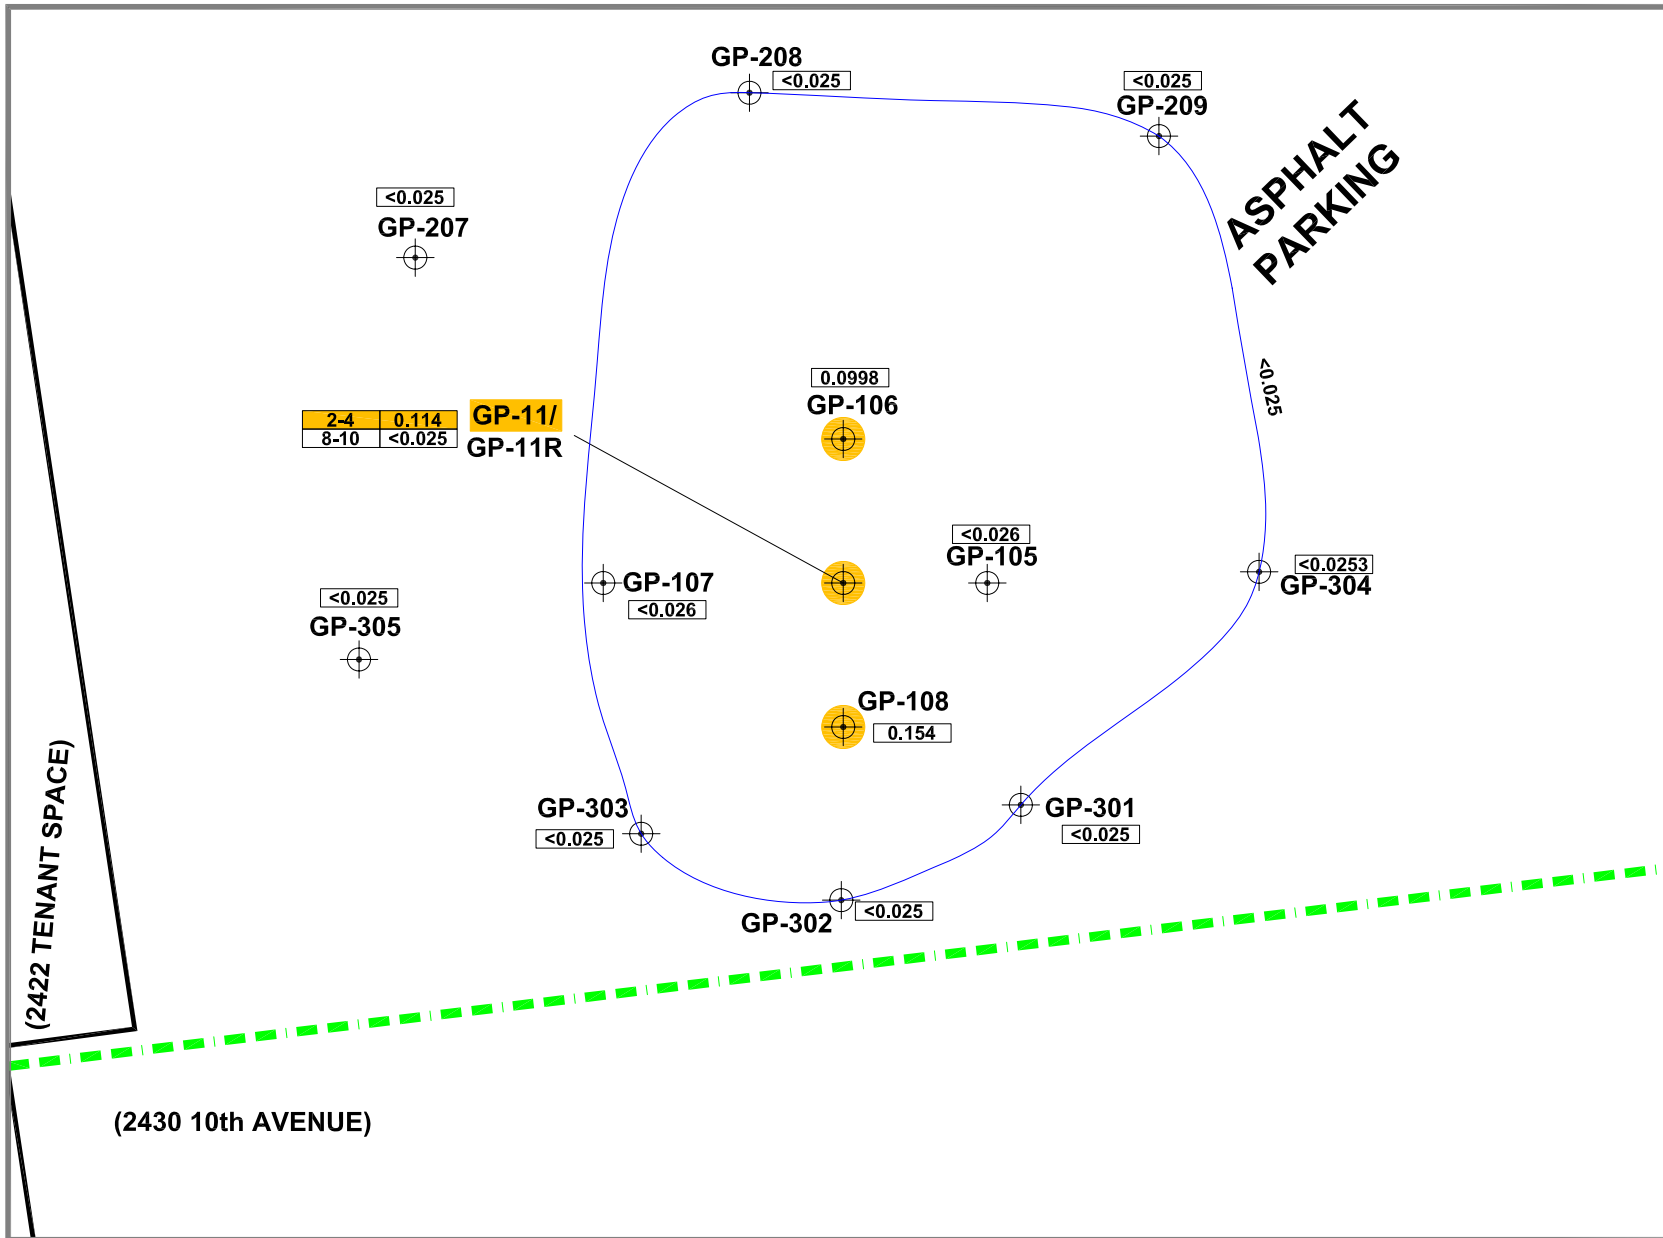 GP-208
<0.025
<0.025
GP-209
ASPHALT
PARKING
<0.025
GP-207
<0.025
0.0998
GP-106
2-4 0.114
8-10 <0.025
GP-11/
GP-11R
<0.026
GP-105
<0.0253
GP-304
GP-107
<0.026
<0.025
GP-305
GP-108
0.154
GP-303
<0.025
GP-301
<0.025
GP-302
<0.025
(2422 TENANT SPACE)
(2430 10th AVENUE)